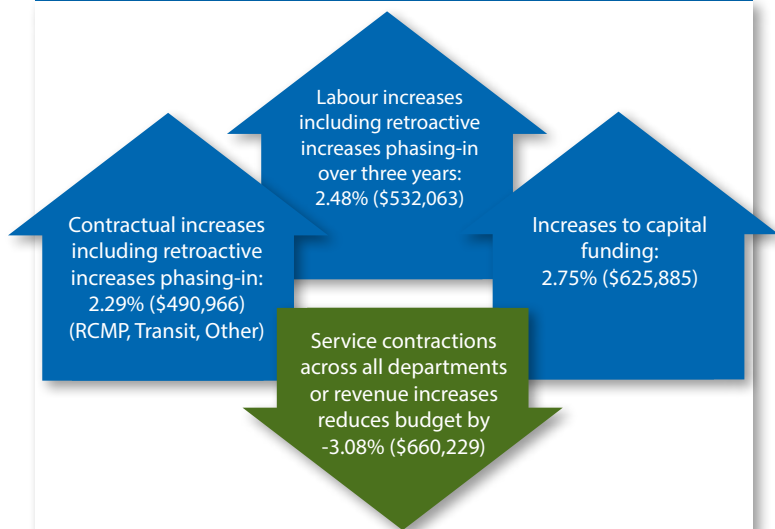 Labour increases
including retroactive
increases phasing-in
over three years:
2.48% ($532,063)
Contractual increases
including retroactive
increases phasing-in:
2.29% ($490,966)
(RCMP, Transit, Other)
Increases to capital
funding:
2.75% ($625,885)
Service contractions
across all departments
or revenue increases
reduces budget by
-3.08% ($660,229)